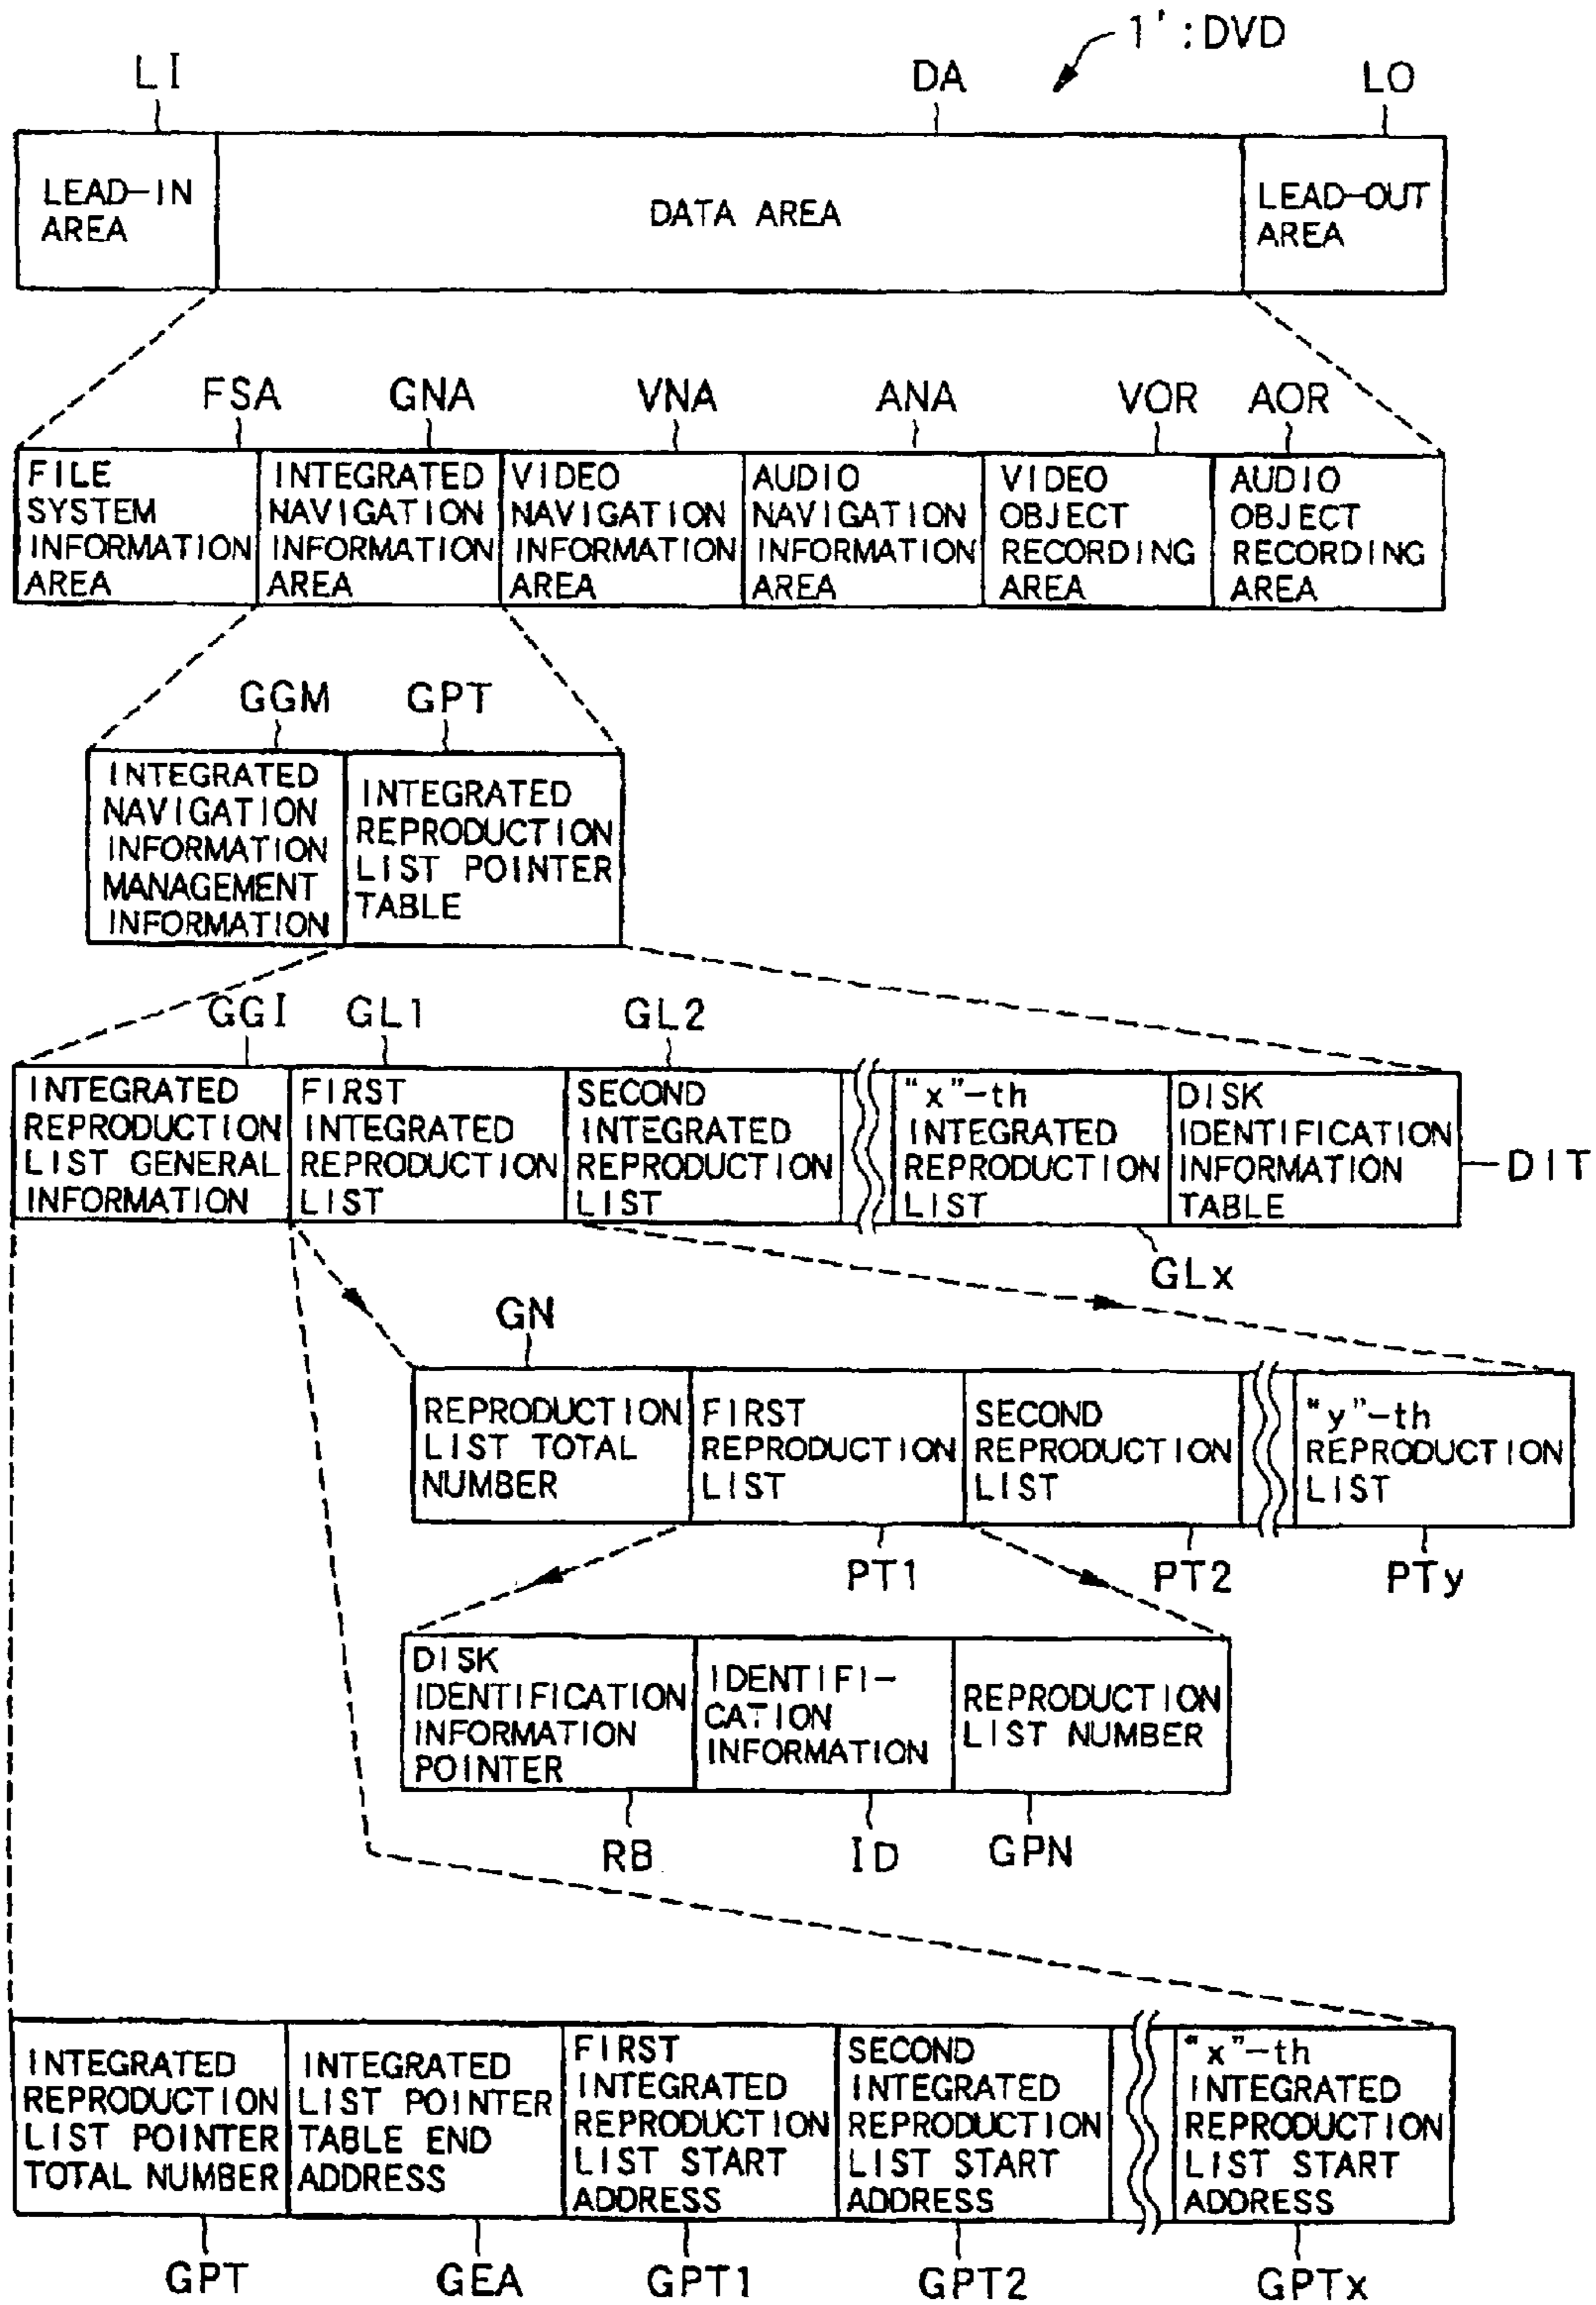 1' :DVD
LI
DA
LO
LEAD-IN
AREA
DATA AREA
LEAD-OUT
AREA
FSA
GNA
VNA
ANA
VOR
AOR
FILE
SYSTEM
INFORMATION
AREA
INTEGRATED
NAVIGATION
INFORMATION
AREA
VIDEO
NAVIGATION
INFORMATION
AREA
AUDIO
NAVIGATION
INFORMATION
AREA
VIDEO
OBJECT
RECORDING
AREA
AUDIO
OBJECT
RECORDING
AREA
GGM
GPT
INTEGRATED
NAVIGATION
INFORMATION
MANAGEMENT
INFORMATION
INTEGRATED
REPRODUCTION
LIST POINTER
TABLE
GGI
GL1
GL2
INTEGRATED
REPRODUCTION
LIST GENERAL
INFORMATION
FIRST
INTEGRATED
REPRODUCTION
LIST
SECOND
INTEGRATED
REPRODUCTION
LIST
"x"-th
INTEGRATED
REPRODUCTION
LIST
DISK
IDENTIFICATION
INFORMATION
TABLE
DIT
GLx
GN
REPRODUCTION
LIST TOTAL
NUMBER
FIRST
REPRODUCTION
LIST
SECOND
REPRODUCTION
LIST
"y"-th
REPRODUCTION
LIST
PT1
PT2
PTy
DISK
IDENTIFICATION
INFORMATION
POINTER
IDENTIFI-
CATION
INFORMATION
REPRODUCTION
LIST NUMBER
RB
ID
GPN
INTEGRATED
REPRODUCTION
LIST POINTER
TOTAL NUMBER
INTEGRATED
LIST POINTER
TABLE END
ADDRESS
FIRST
INTEGRATED
REPRODUCTION
LIST START
ADDRESS
SECOND
INTEGRATED
REPRODUCTION
LIST START
ADDRESS
"x"-th
INTEGRATED
REPRODUCTION
LIST START
ADDRESS
GPT
GEA
GPT1
GPT2
GPTx